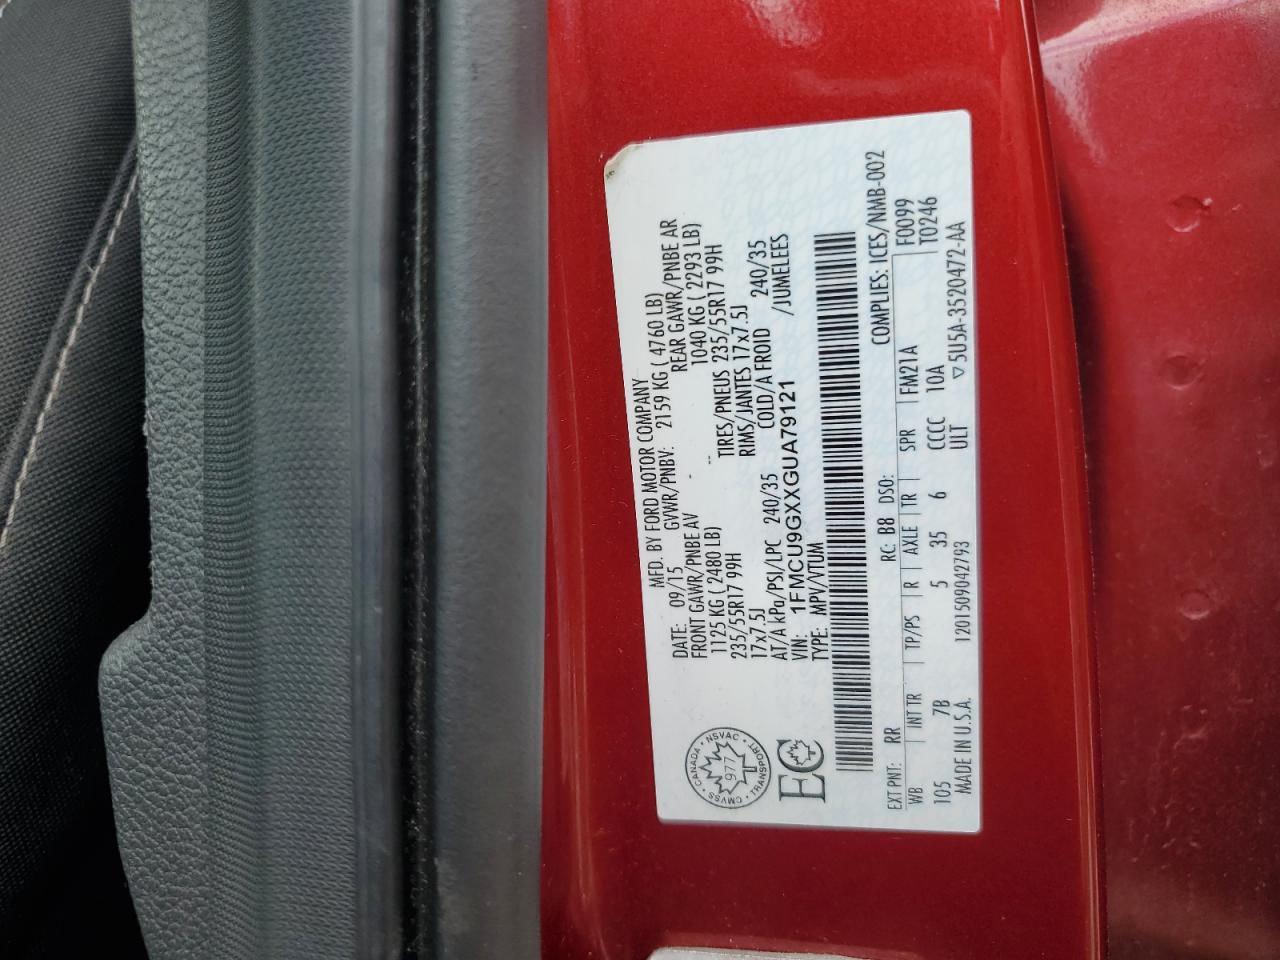 MFD. BY FORD MOTOR COMPANY
DATE: 09/15 GVWR/PNBV: 2159 KG ( 4760 LB)
FRONT GAWR/PNBE AV REAR GAWR/PNBE AR
1125 KG ( 2480 LB) 1040 KG ( 2293 LB)
235/55R17 99H TIRES/PNEUS 235/55R17 99H
17x7.5J RIMS/JANTES 17x7.5J
AT/A kPa/PSI/LPC 240/35 COLD/A FROID 240/35
VIN: 1FMCU9GXXGUA79121 /JUMELEES
TYPE: MPV/VTUM
CANADA • NSVAC • TRANSPORT • CMVSS •
977
EC
COMPLIES: ICES/NMB-002
EXT PNT: RR RC: B8 DSO: F0099
WB INT TR TP/PS R AXLE TR SPR FM21A T0246
105 7B 5 35 6 CCCC 10A
ULT
MADE IN U.S.A. 1201509042793 ▽5U5A-3520472-AA